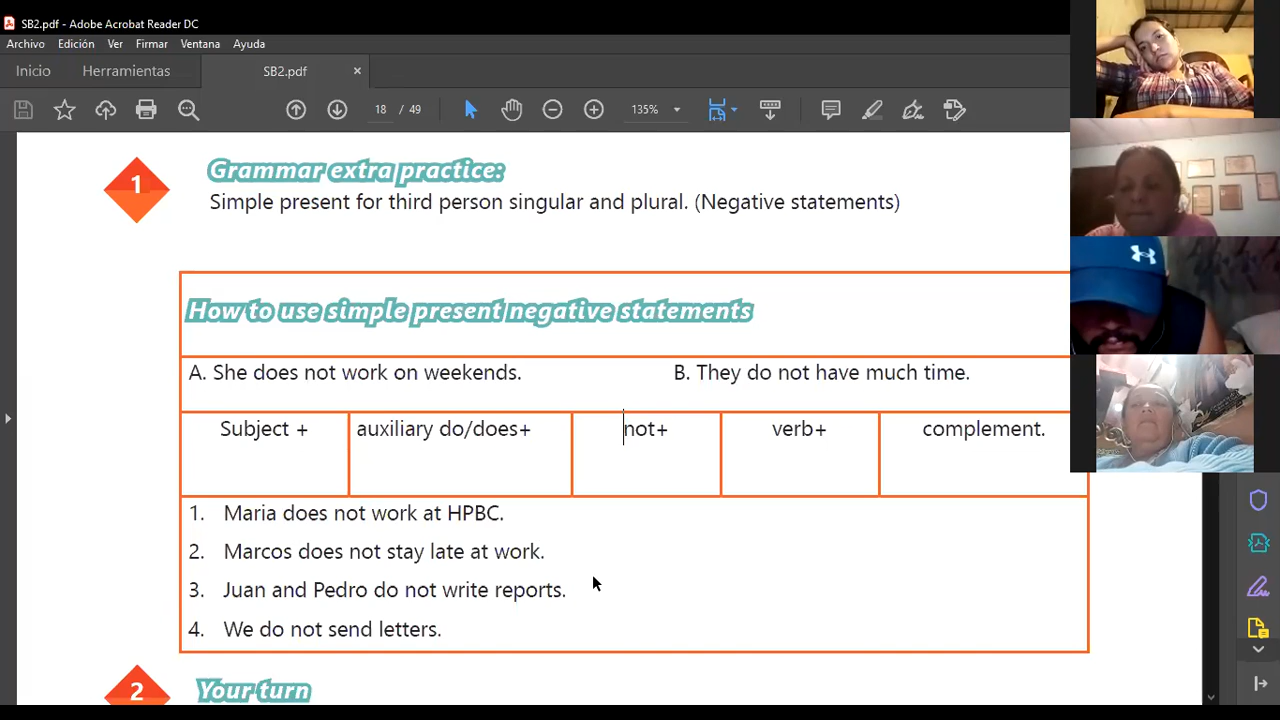 SB2.pdf - Adobe Acrobat Reader DC
Archivo Edición Ver Firmar Ventana Ayuda
Inicio Herramientas SB2.pdf ×
18 / 49 135%
1 Grammar extra practice:
Simple present for third person singular and plural. (Negative statements)
How to use simple present negative statements
A. She does not work on weekends. B. They do not have much time.
Subject + auxiliary do/does+ not+ verb+ complement.
1. Maria does not work at HPBC.
2. Marcos does not stay late at work.
3. Juan and Pedro do not write reports.
4. We do not send letters.
2 Your turn